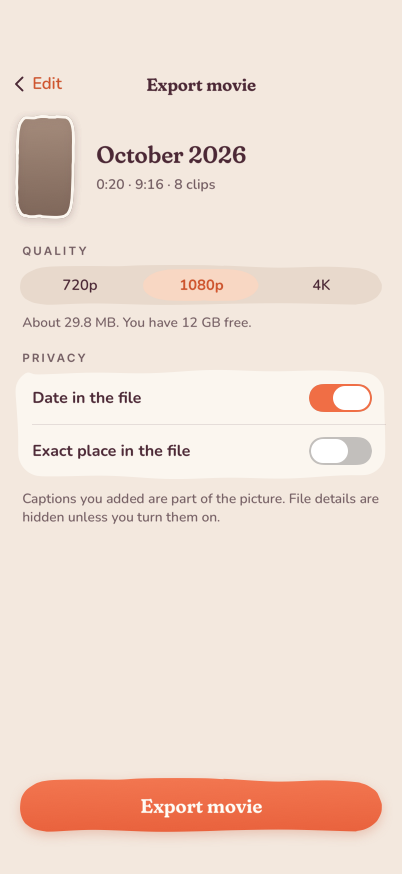 Edit
Export movie
October 2026
0:20 · 9:16 · 8 clips
QUALITY
720p
1080p
4K
About 29.8 MB. You have 12 GB free.
PRIVACY
Date in the file
Exact place in the file
Captions you added are part of the picture. File details are
hidden unless you turn them on.
Export movie